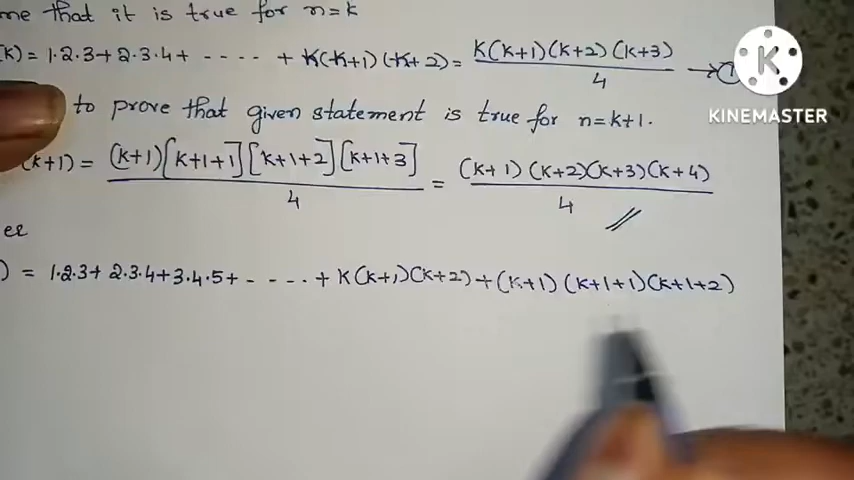 me that it is true for n=k
(k) = 1·2·3+2·3·4+ ····· + k(k+1)(k+2) = k(k+1)(k+2)(k+3)/4 → 1
to prove that given statement is true for n=k+1.
(k+1) = (k+1)[k+1+1][k+1+2][k+1+3]/4 = (k+1)(k+2)(k+3)(k+4)/4 //
er
) = 1·2·3+ 2·3·4+3·4·5+ ····· + k(k+1)(k+2)+(k+1)(k+1+1)(k+1+2)
K
KINEMASTER